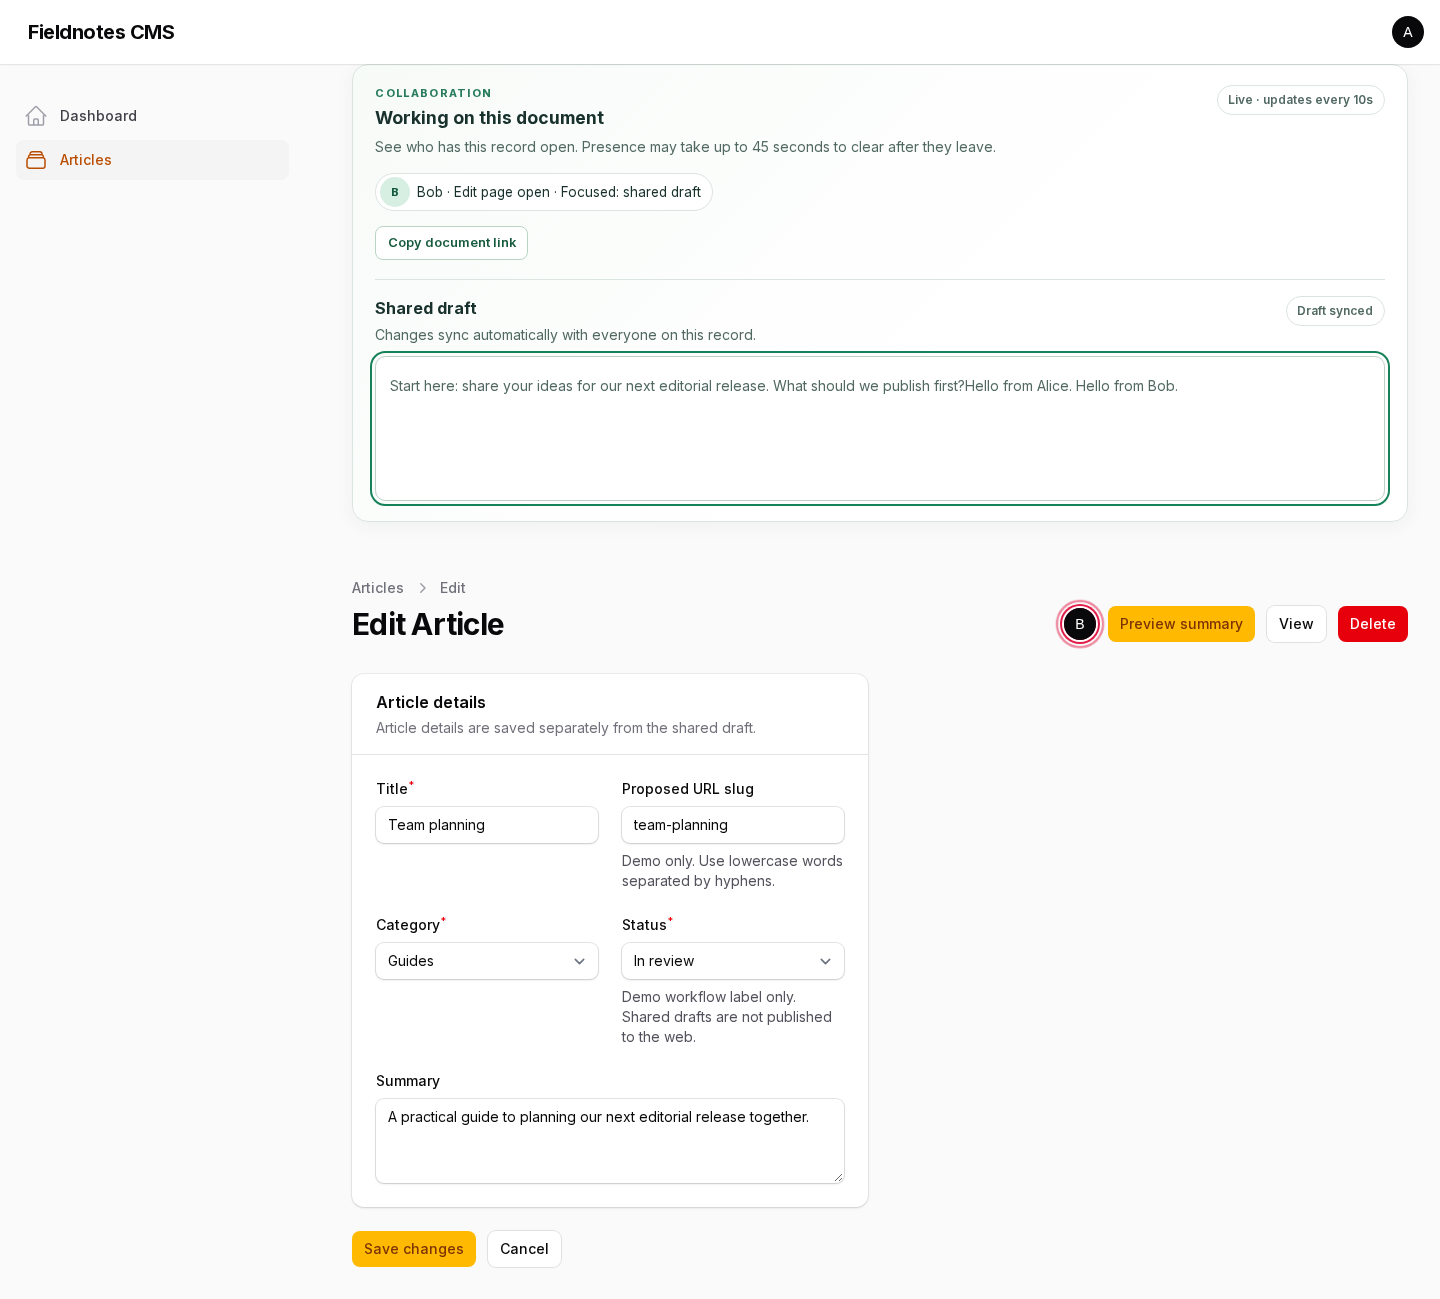 Fieldnotes CMS
A
Dashboard
Articles
COLLABORATION
Live · updates every 10s
Working on this document
See who has this record open. Presence may take up to 45 seconds to clear after they leave.
B Bob · Edit page open · Focused: shared draft
Copy document link
Shared draft
Draft synced
Changes sync automatically with everyone on this record.
Start here: share your ideas for our next editorial release. What should we publish first?Hello from Alice. Hello from Bob.
Articles Edit
Edit Article
B
Preview summary
View
Delete
Article details
Article details are saved separately from the shared draft.
Title*
Team planning
Proposed URL slug
team-planning
Demo only. Use lowercase words
separated by hyphens.
Category*
Guides
Status*
In review
Demo workflow label only.
Shared drafts are not published
to the web.
Summary
A practical guide to planning our next editorial release together.
Save changes
Cancel